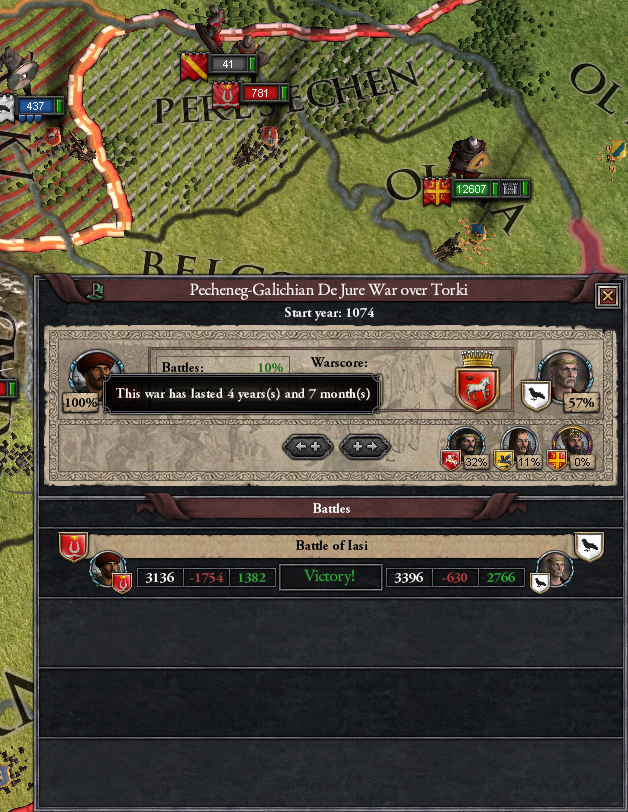 41
781
437
PERESECHEN
12607
Pecheneg-Galichian De Jure War over Torki
Start year: 1074
Battles: 10%
Warscore:
100%
This war has lasted 4 years(s) and 7 month(s)
57%
32%
11%
0%
Battles
Battle of Iasi
3136 -1754 1382 Victory! 3396 -630 2766